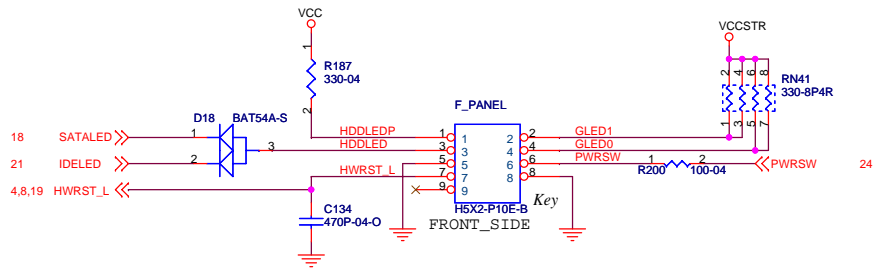 VCC
VCCSTR
1
R187
330-04
2
2 4 6 8
RN41
330-8P4R
1 3 5 7
D18 BAT54A-S
F_PANEL
18 SATALED 1
3
HDDLEDP 1 1
2 2 GLED1
HDDLED 3 3
4 4 GLED0
21 IDELED 2
5 5
6 6 PWRSW 1 2 PWRSW 24
R200 100-04
4,8,19 HWRST_L
HWRST_L 7 7
8 8
9 9
C134
470P-04-O
H5X2-P10E-B Key
FRONT_SIDE